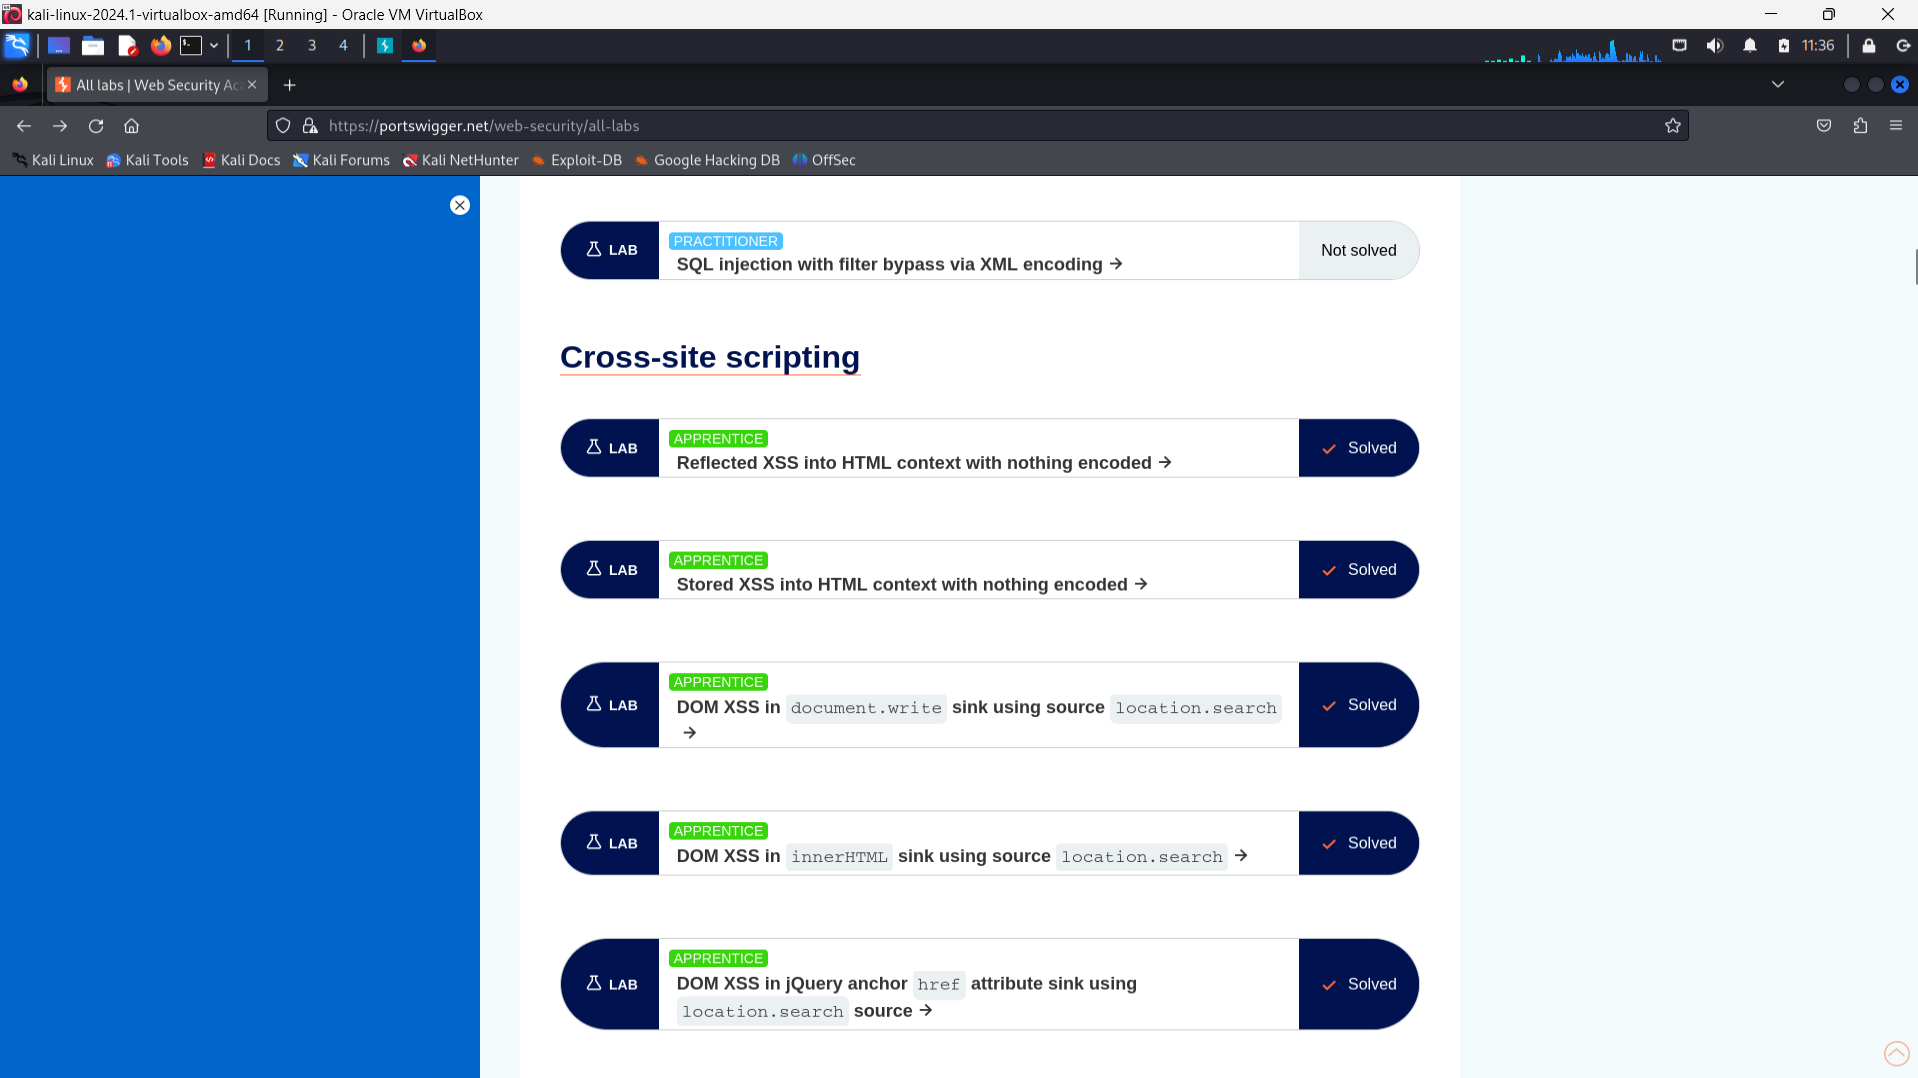 kali-linux-2024.1-virtualbox-amd64 [Running] - Oracle VM VirtualBox
1 2 3 4 11:36
All labs | Web Security Ac
https://portswigger.net/web-security/all-labs
Kali Linux Kali Tools Kali Docs Kali Forums Kali NetHunter Exploit-DB Google Hacking DB OffSec
PRACTITIONER
LAB SQL injection with filter bypass via XML encoding → Not solved
Cross-site scripting
APPRENTICE
LAB Reflected XSS into HTML context with nothing encoded → Solved
APPRENTICE
LAB Stored XSS into HTML context with nothing encoded → Solved
APPRENTICE
LAB DOM XSS in document.write sink using source location.search Solved
→
APPRENTICE
LAB DOM XSS in innerHTML sink using source location.search → Solved
APPRENTICE
LAB DOM XSS in jQuery anchor href attribute sink using Solved
location.search source →